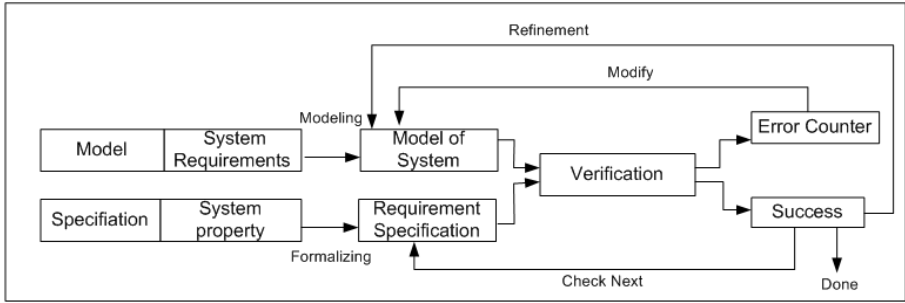 Refinement
Modify
Modeling
Model
System
Requirements
Model of
System
Error Counter
Verification
Specifiation
System
property
Requirement
Specification
Success
Formalizing
Check Next
Done